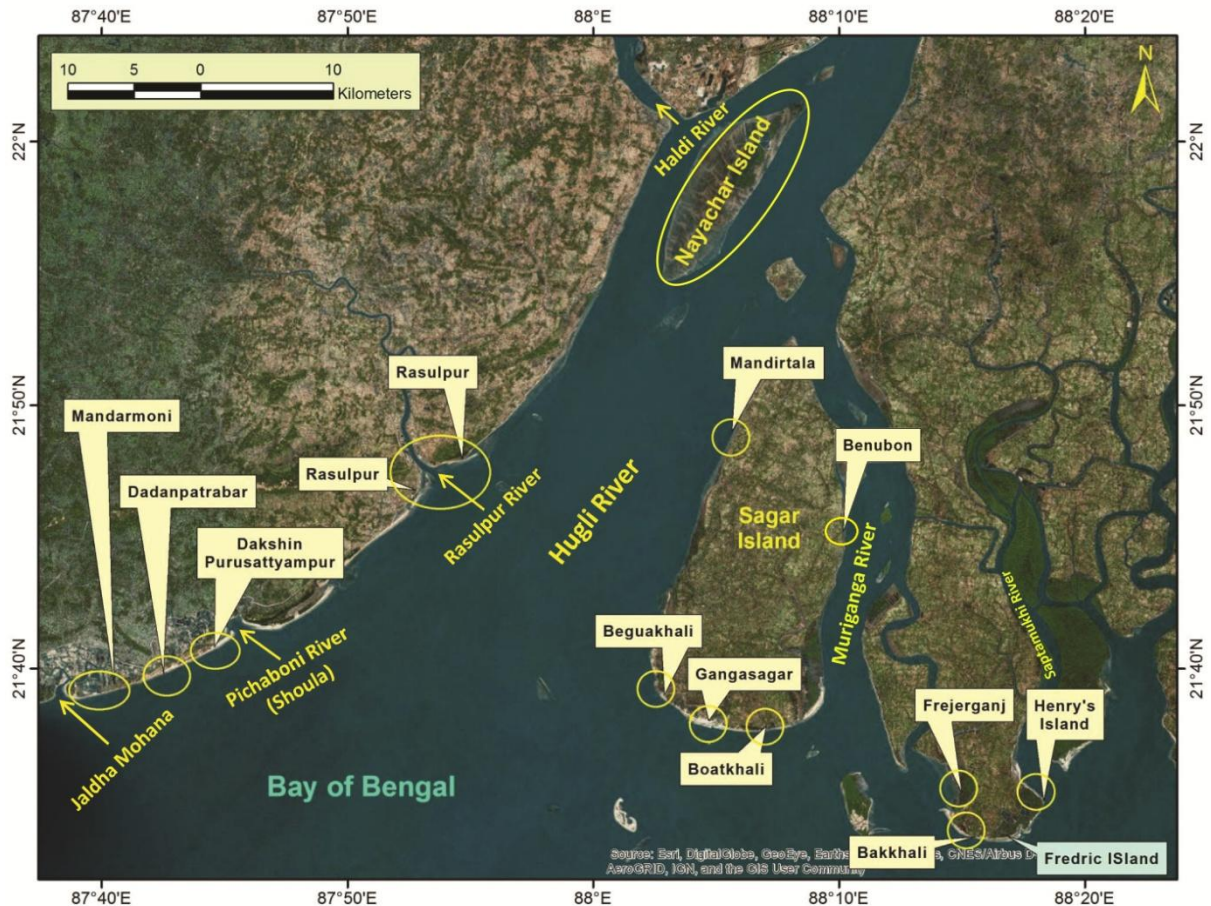 87°40'E
87°50'E
88°E
88°10'E
88°20'E
10 5 0 10
Kilometers
N
22°N
22°N
Haldi River
Nayachar Island
Mandirtala
Rasulpur
21°50'N
21°50'N
Mandarmoni
Benubon
Rasulpur
Dadanpatrabar
Rasulpur River
Hugli River
Sagar
Island
Dakshin
Purusattyampur
Muriganga River
Saptamukhi River
Beguakhali
21°40'N
21°40'N
Pichaboni River
(Shoula)
Gangasagar
Frejerganj
Henry's
Island
Jaldha Mohana
Boatkhali
Bay of Bengal
Bakkhali
Fredric ISland
Source: Esri, DigitalGlobe, GeoEye, Earths s, CNES/Airbus D
AeroGRID, IGN, and the GIS User Community
87°40'E
87°50'E
88°E
88°10'E
88°20'E